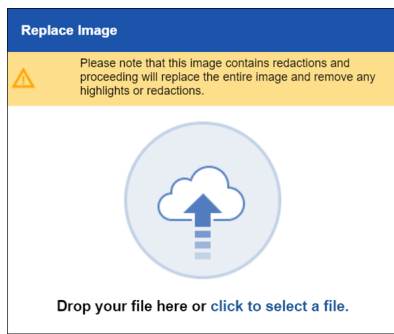 Replace Image
Please note that this image contains redactions and
proceeding will replace the entire image and remove any
highlights or redactions.
Drop your file here or click to select a file.